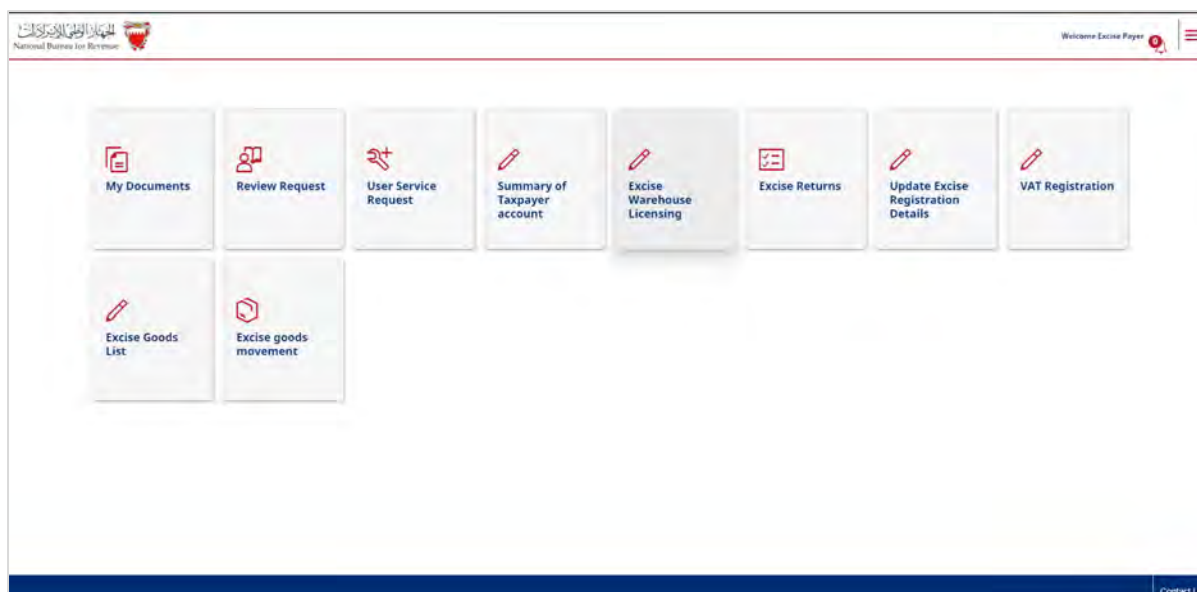 الجهاز الوطني للإيرادات
National Bureau for Revenue
Welcome Excise Payer
0
My Documents
Review Request
User Service
Request
Summary of
Taxpayer
account
Excise
Warehouse
Licensing
Excise Returns
Update Excise
Registration
Details
VAT Registration
Excise Goods
List
Excise goods
movement
Contact